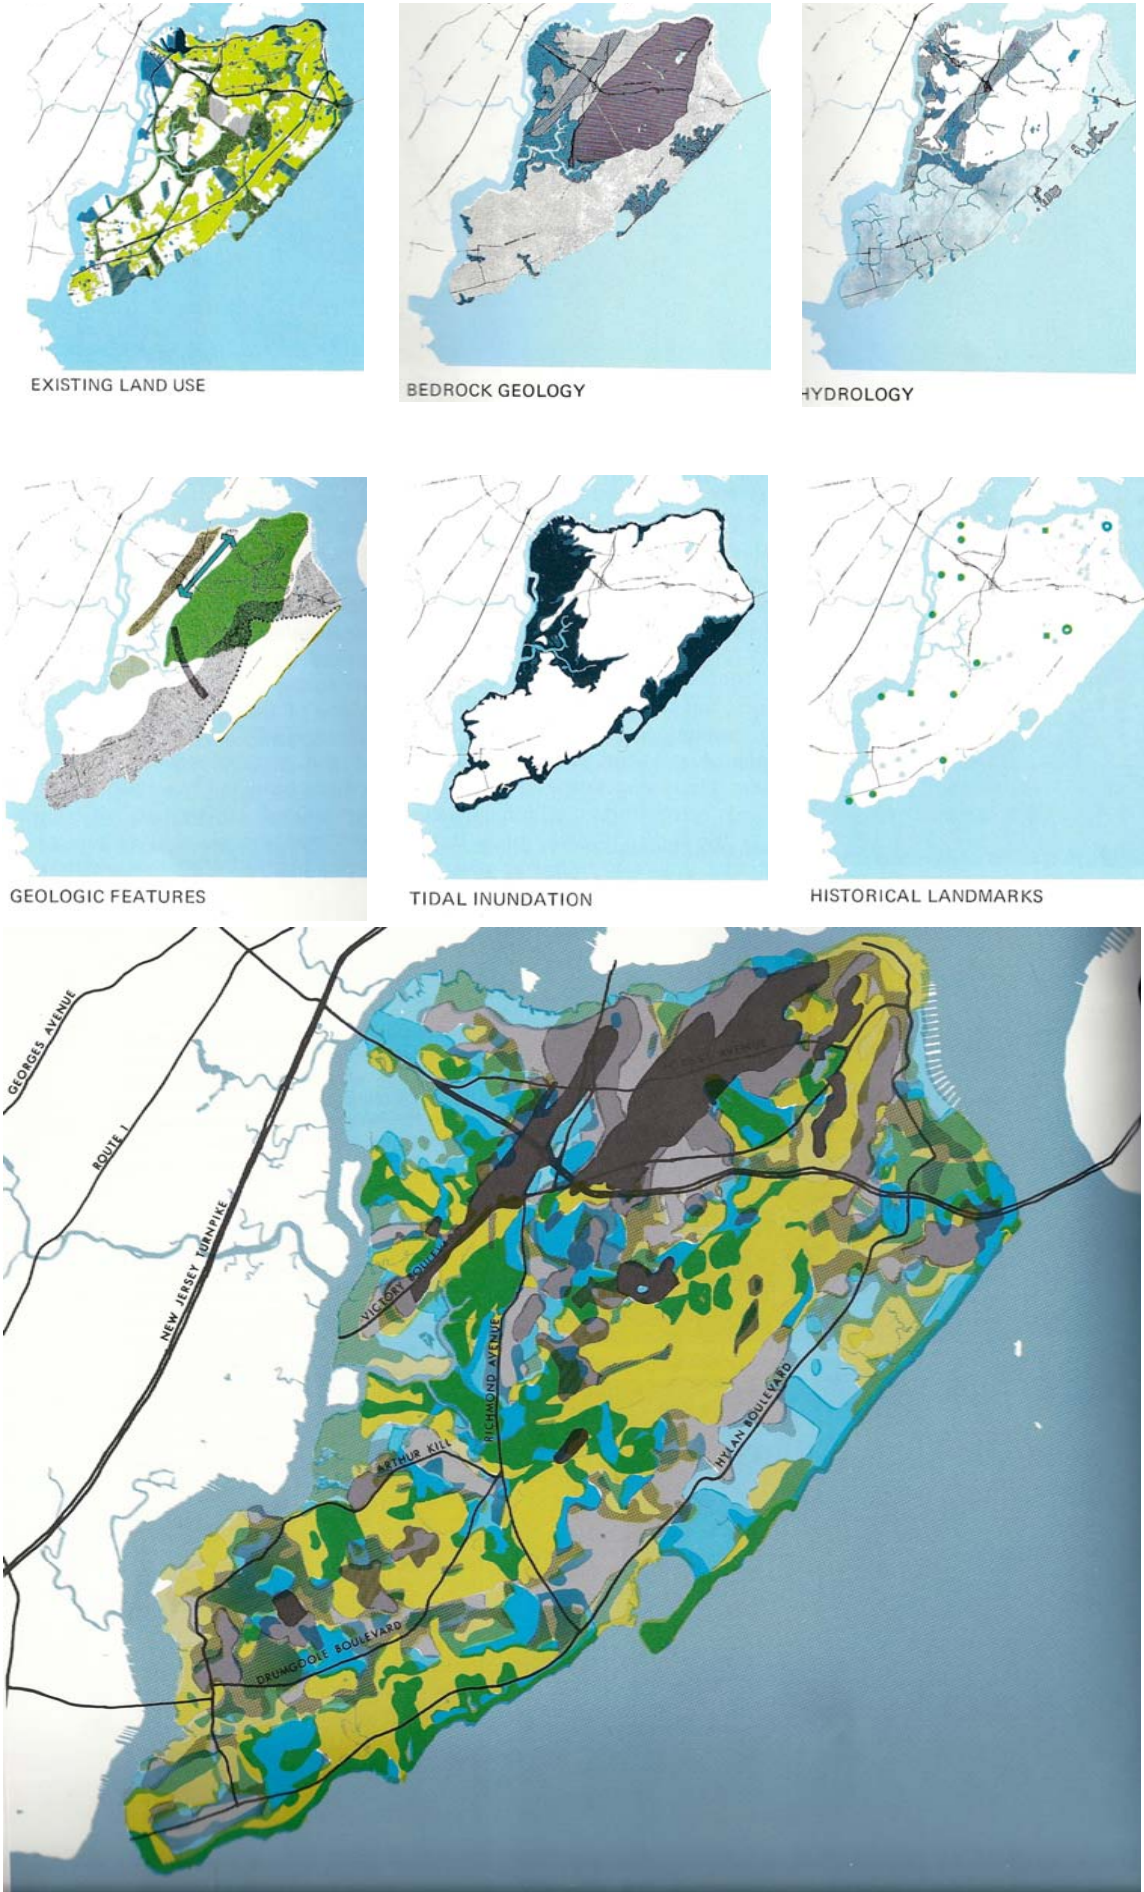 EXISTING LAND USE
BEDROCK GEOLOGY
HYDROLOGY
GEOLOGIC FEATURES
TIDAL INUNDATION
HISTORICAL LANDMARKS
GEORGES AVENUE
ROUTE 1
NEW JERSEY TURNPIKE
VICTORY
RICHMOND AVENUE
HYLAN BOULEVARD
ARTHUR KILL
DRUMGOOLE BOULEVARD